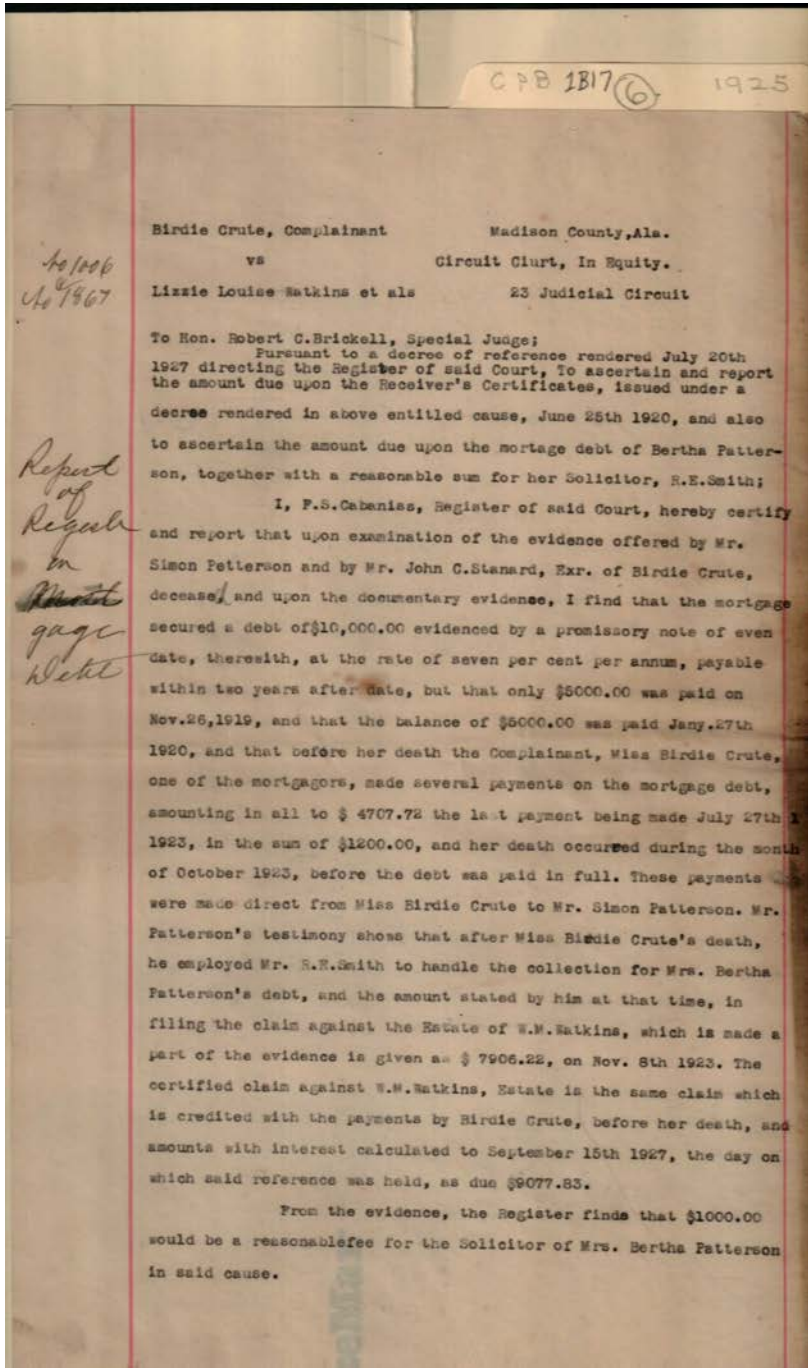 CPB 1B17 6 1925
Birdie Crute, Complainant Madison County,Ala.
vs Circuit Ciurt, In Equity.
Lizzie Louise Watkins et als 23 Judicial Circuit
No 1006
No 1867
To Hon. Robert C.Brickell, Special Judge;
Pursuant to a decree of reference rendered July 20th
1927 directing the Register of said Court, To ascertain and report
the amount due upon the Receiver's Certificates, issued under a
decree rendered in above entitled cause, June 25th 1920, and also
to ascertain the amount due upon the mortage debt of Bertha Patter-
son, together with a reasonable sum for her Solicitor, R.E.Smith;
Report
of
Registe
on
gage
Debt
I, F.S.Cabaniss, Register of said Court, hereby certify
and report that upon examination of the evidence offered by Mr.
Simon Petterson and by Mr. John C.Stanard, Exr. of Birdie Crute,
decease, and upon the documentary evidense, I find that the mortgage
secured a debt of$10,000.00 evidenced by a promissory note of even
date, therewith, at the rate of seven per cent per annum, payable
within two years after date, but that only $5000.00 was paid on
Nov.26,1919, and that the balance of $5000.00 was paid Jany.27th
1920, and that before her death the Complainant, Miss Birdie Crute,
one of the mortgagors, made several payments on the mortgage debt,
amounting in all to $ 4707.72 the last payment being made July 27th
1923, in the sum of $1200.00, and her death occurred during the month
of October 1923, before the debt was paid in full. These payments
were made direct from Miss Birdie Crute to Mr. Simon Patterson. Mr.
Patterson's testimony shows that after Miss Birdie Crute's death,
he employed Mr. R.E.Smith to handle the collection for Mrs. Bertha
Patterson's debt, and the amount stated by him at that time, in
filing the claim against the Estate of W.M.Watkins, which is made a
part of the evidence is given as $ 7906.22, on Nov. 8th 1923. The
certified claim against W.M.Watkins, Estate is the same claim which
is credited with the payments by Birdie Crute, before her death, and
amounts with interest calculated to September 15th 1927, the day on
which said reference was held, as due $9077.83.
From the evidence, the Register finds that $1000.00
would be a reasonablefee for the Solicitor of Mrs. Bertha Patterson
in said cause.